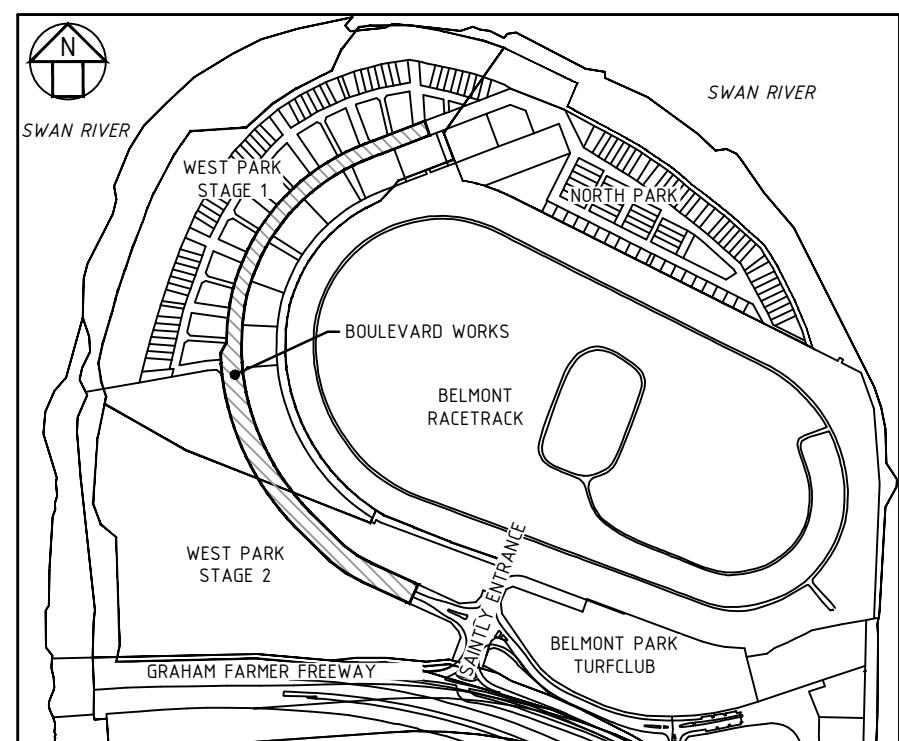 N
SWAN RIVER
SWAN RIVER
WEST PARK
STAGE 1
NORTH PARK
BOULEVARD WORKS
BELMONT
RACETRACK
WEST PARK
STAGE 2
SAINTLY ENTRANCE
BELMONT PARK
TURFCLUB
GRAHAM FARMER FREEWAY